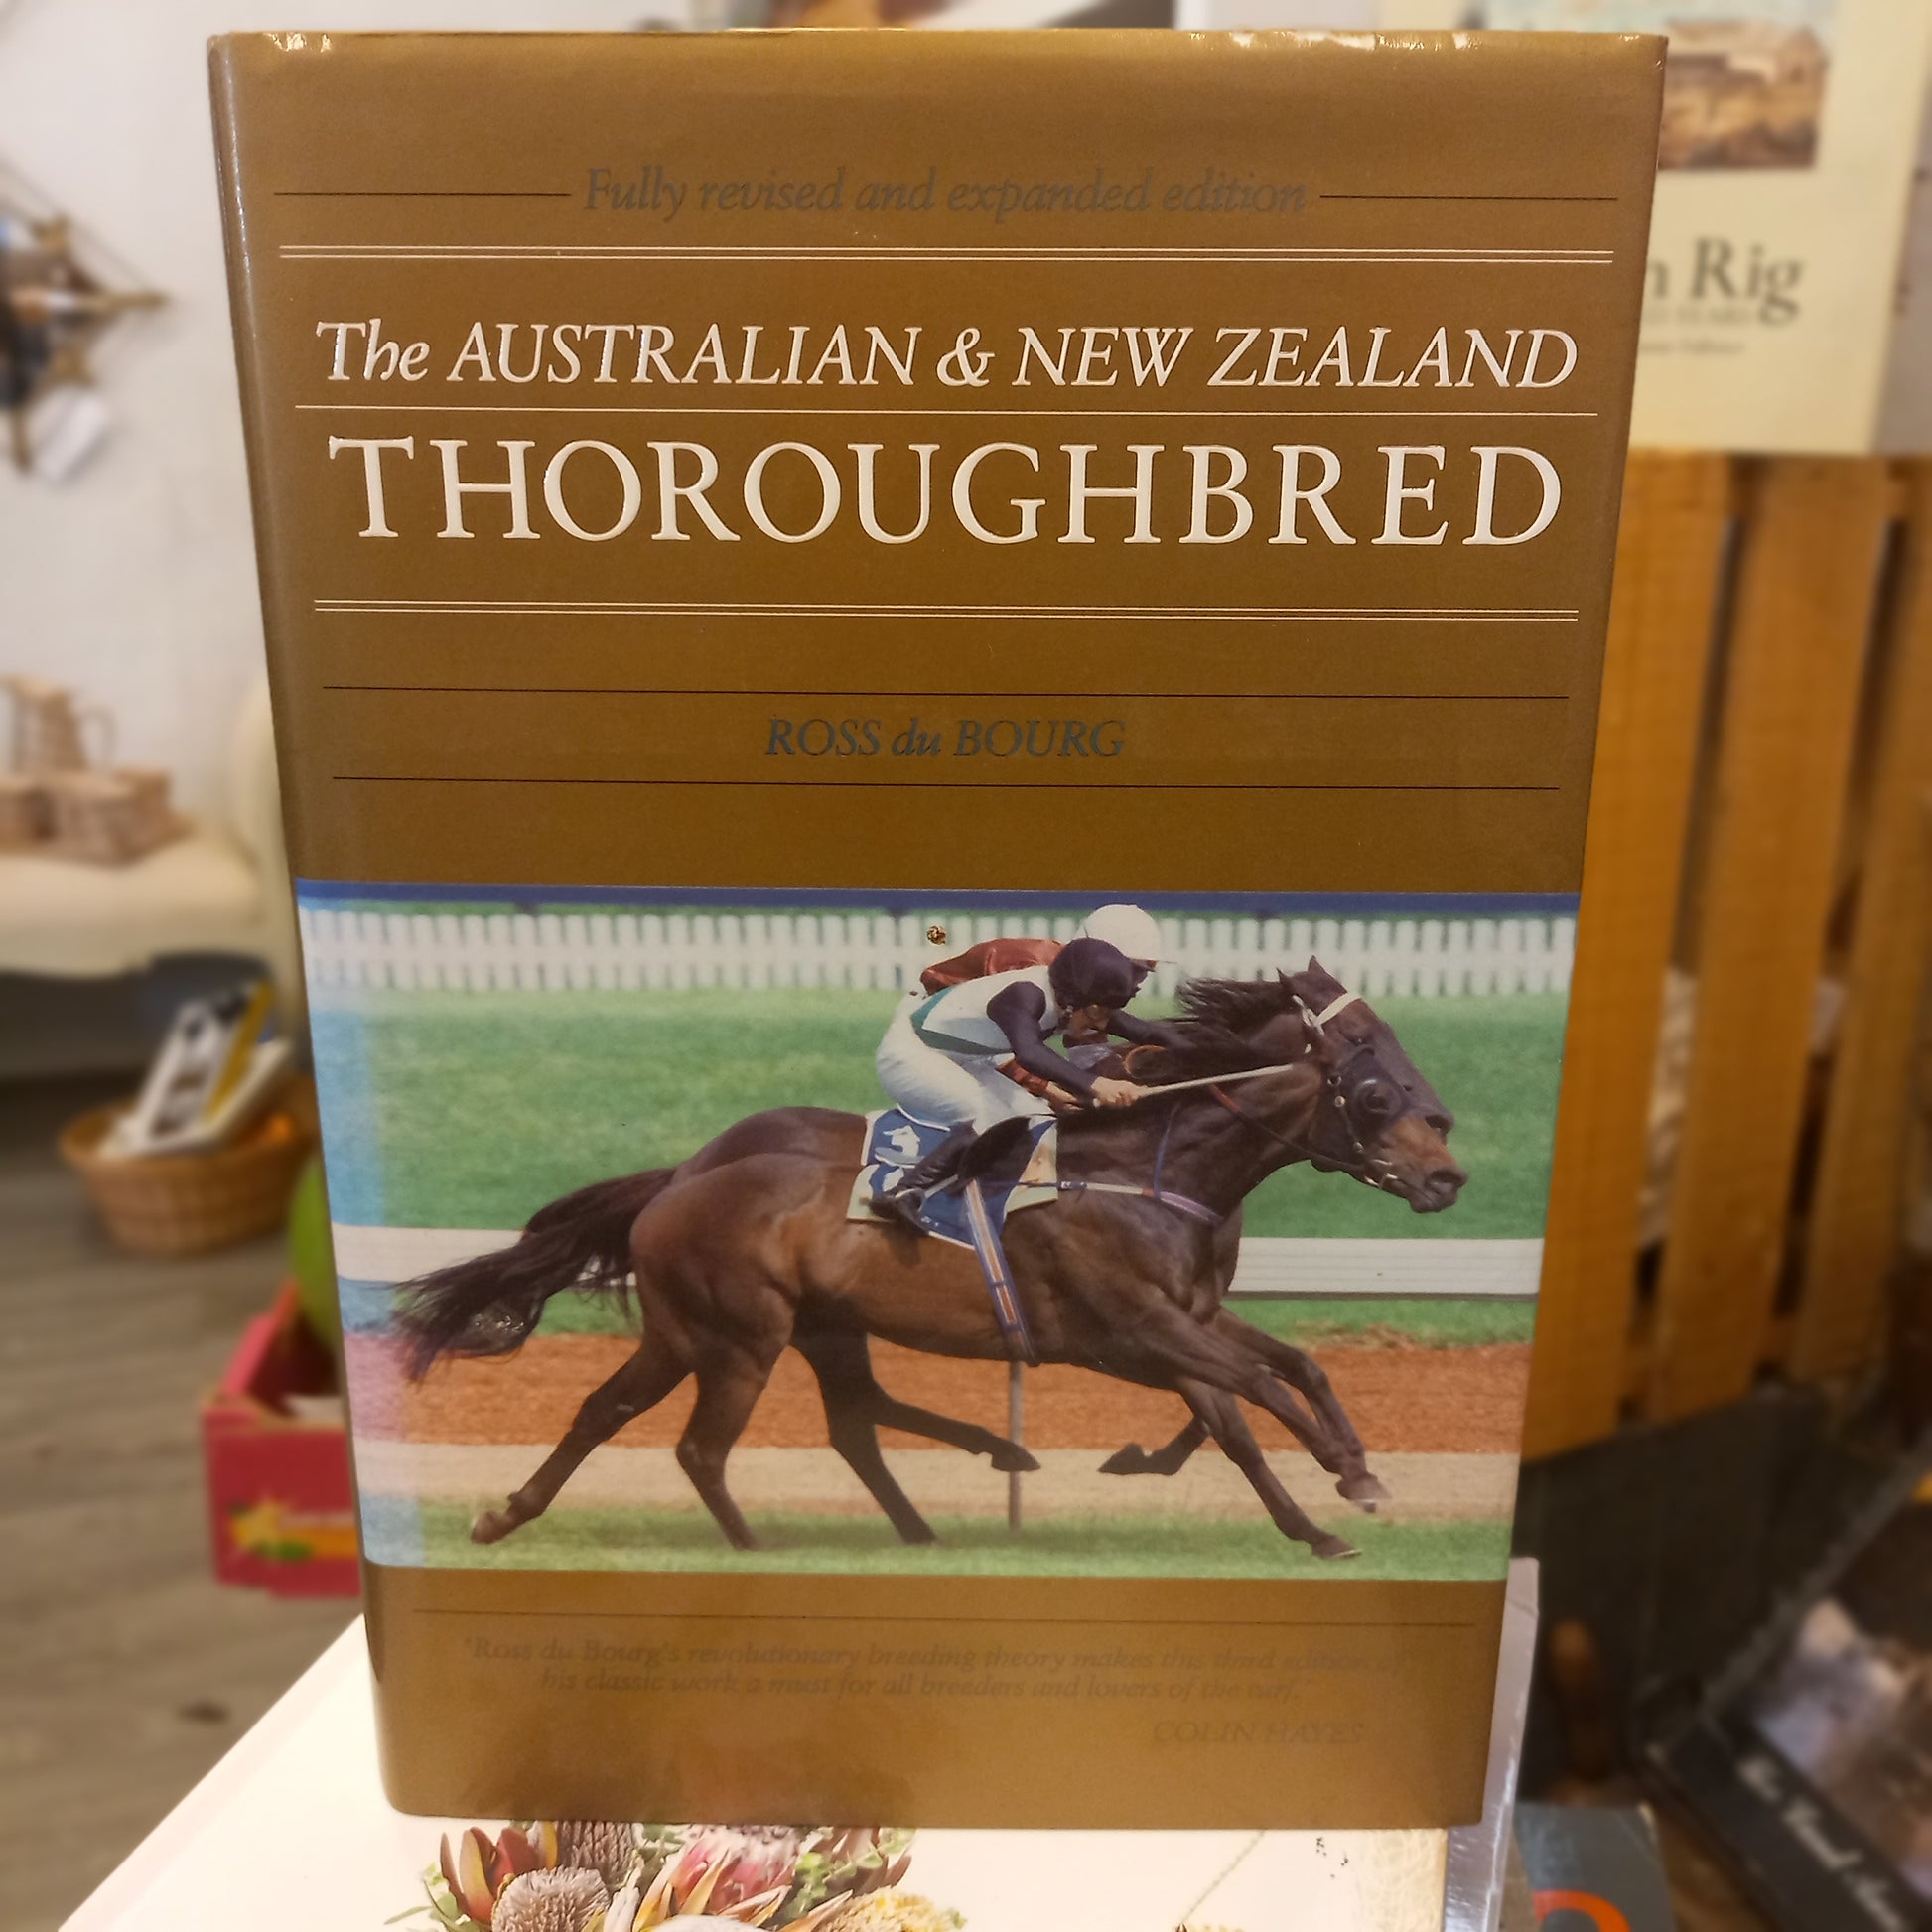 Fully revised and expanded edition
The AUSTRALIAN & NEW ZEALAND
THOROUGHBRED
ROSS du BOURG
'Ross du Bourg's revolutionary breeding theory makes this third edition of
his classic work a must for all breeders and lovers of the turf.'
COLIN HAYES
Rig